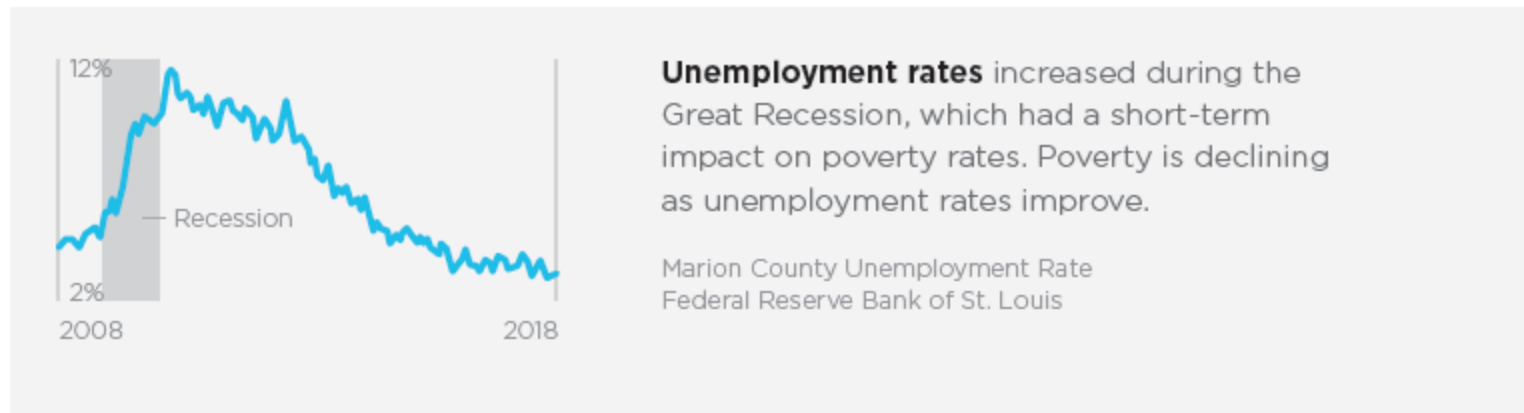 12%
Recession
2%
2008
2018
Unemployment rates increased during the
Great Recession, which had a short-term
impact on poverty rates. Poverty is declining
as unemployment rates improve.
Marion County Unemployment Rate
Federal Reserve Bank of St. Louis